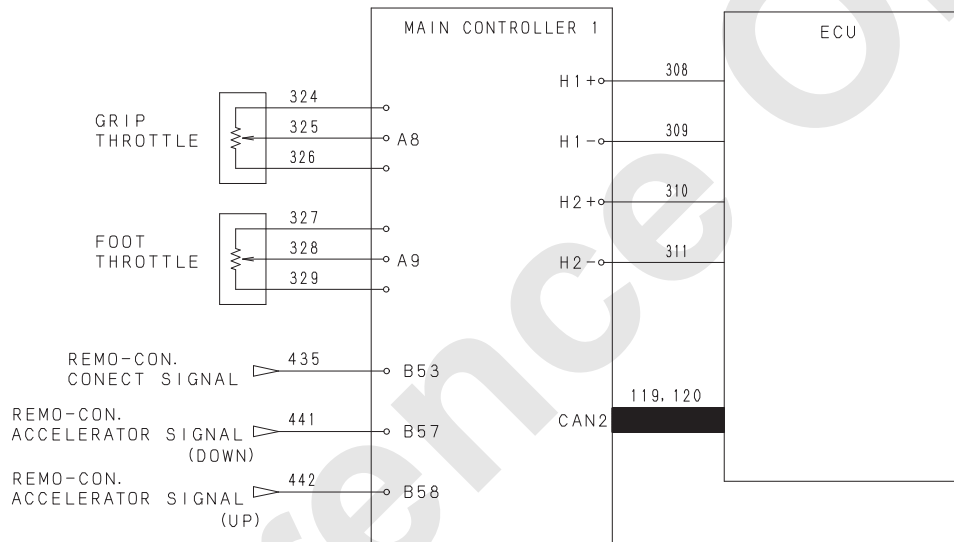 MAIN CONTROLLER 1
ECU
GRIP
THROTTLE
324
325
326
A8
FOOT
THROTTLE
327
328
329
A9
REMO-CON.
CONECT SIGNAL
435
B53
REMO-CON.
ACCELERATOR SIGNAL
(DOWN)
441
B57
REMO-CON.
ACCELERATOR SIGNAL
(UP)
442
B58
H1+
308
H1-
309
H2+
310
H2-
311
CAN2
119, 120